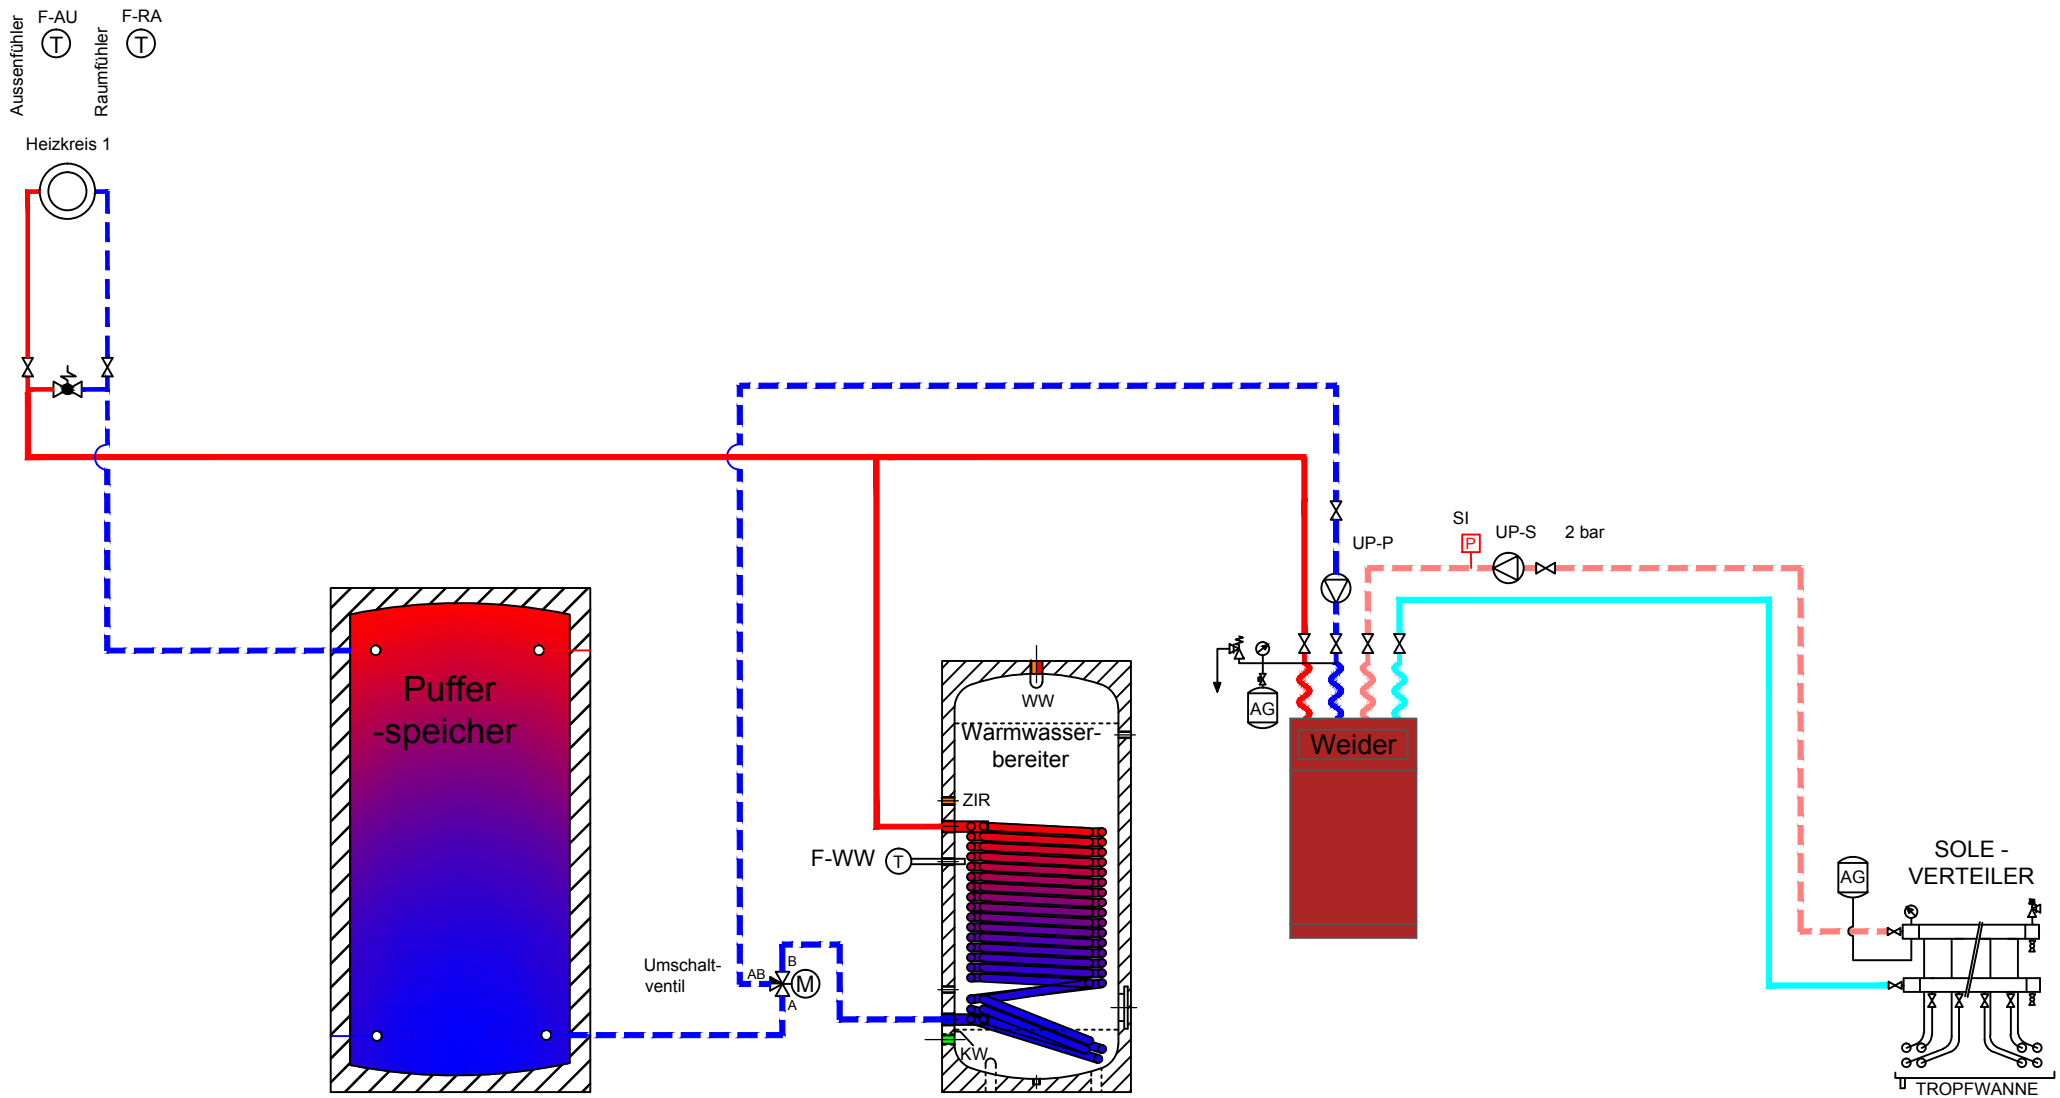 F-AU
F-RA
Aussenfühler
T
Raumfühler
T
Heizkreis 1
SI
UP-S
2 bar
UP-P
P
Puffer
-speicher
WW
Warmwasser-
bereiter
AG
Weider
ZIR
F-WW
T
SOLE -
VERTEILER
AG
Umschalt-
ventil
AB
B
M
A
KW
TROPFWANNE